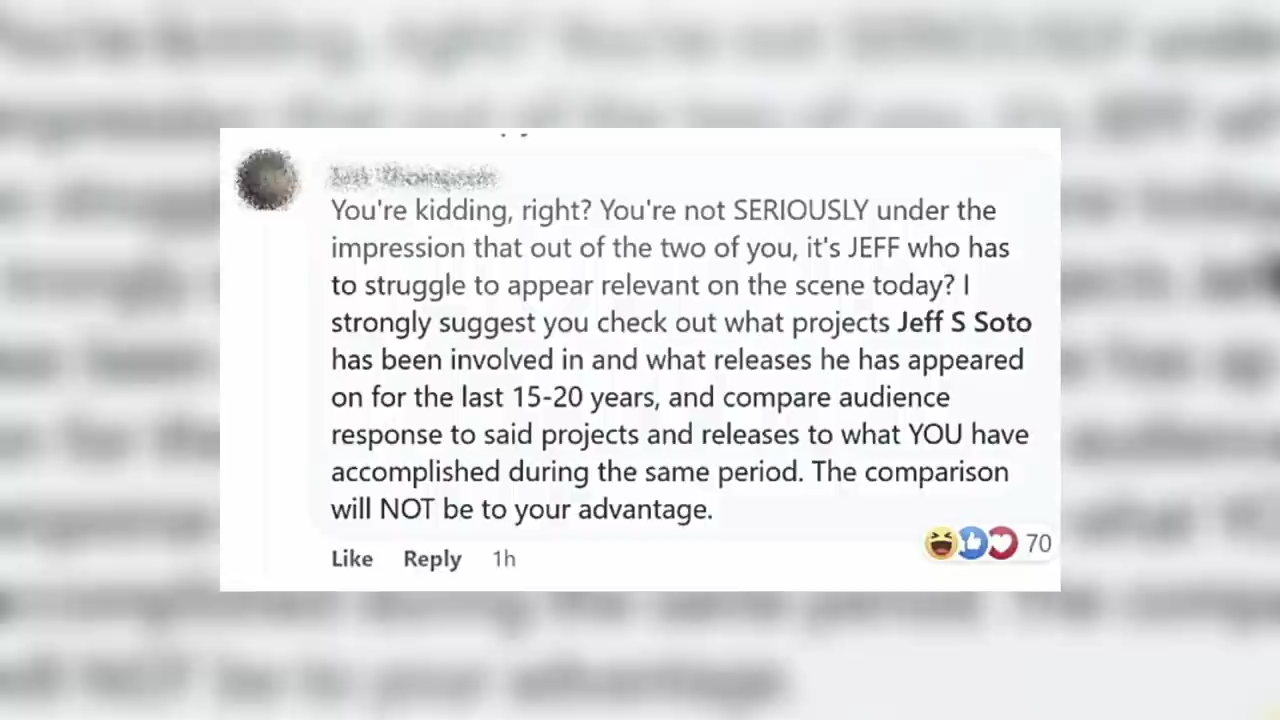 You're kidding, right? You're not SERIOUSLY under the
impression that out of the two of you, it's JEFF who has
to struggle to appear relevant on the scene today? I
strongly suggest you check out what projects Jeff S Soto
has been involved in and what releases he has appeared
on for the last 15-20 years, and compare audience
response to said projects and releases to what YOU have
accomplished during the same period. The comparison
will NOT be to your advantage.
Like Reply 1h 70